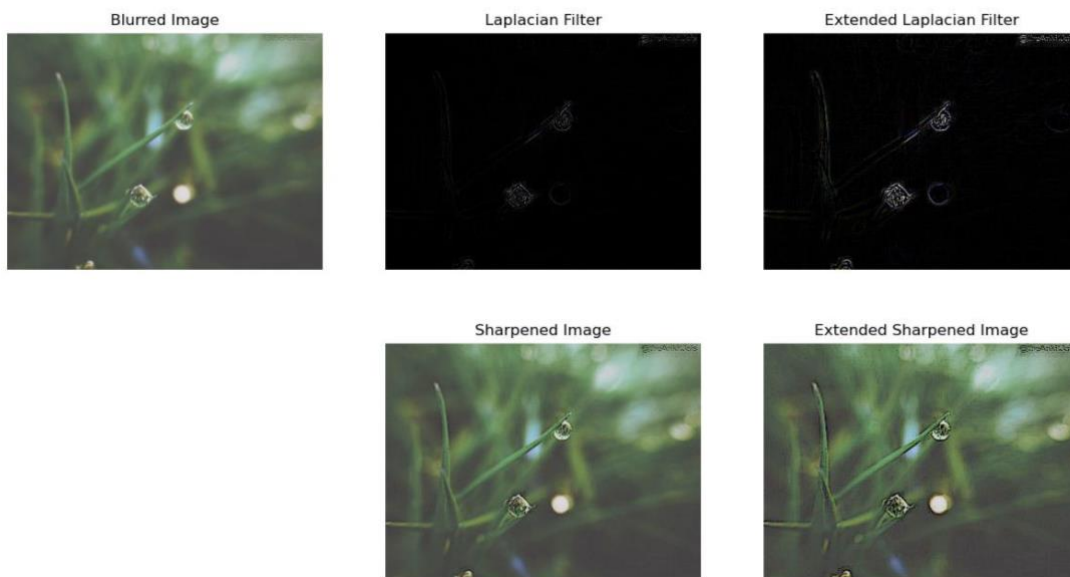 Blurred Image
Laplacian Filter
Extended Laplacian Filter
Sharpened Image
Extended Sharpened Image